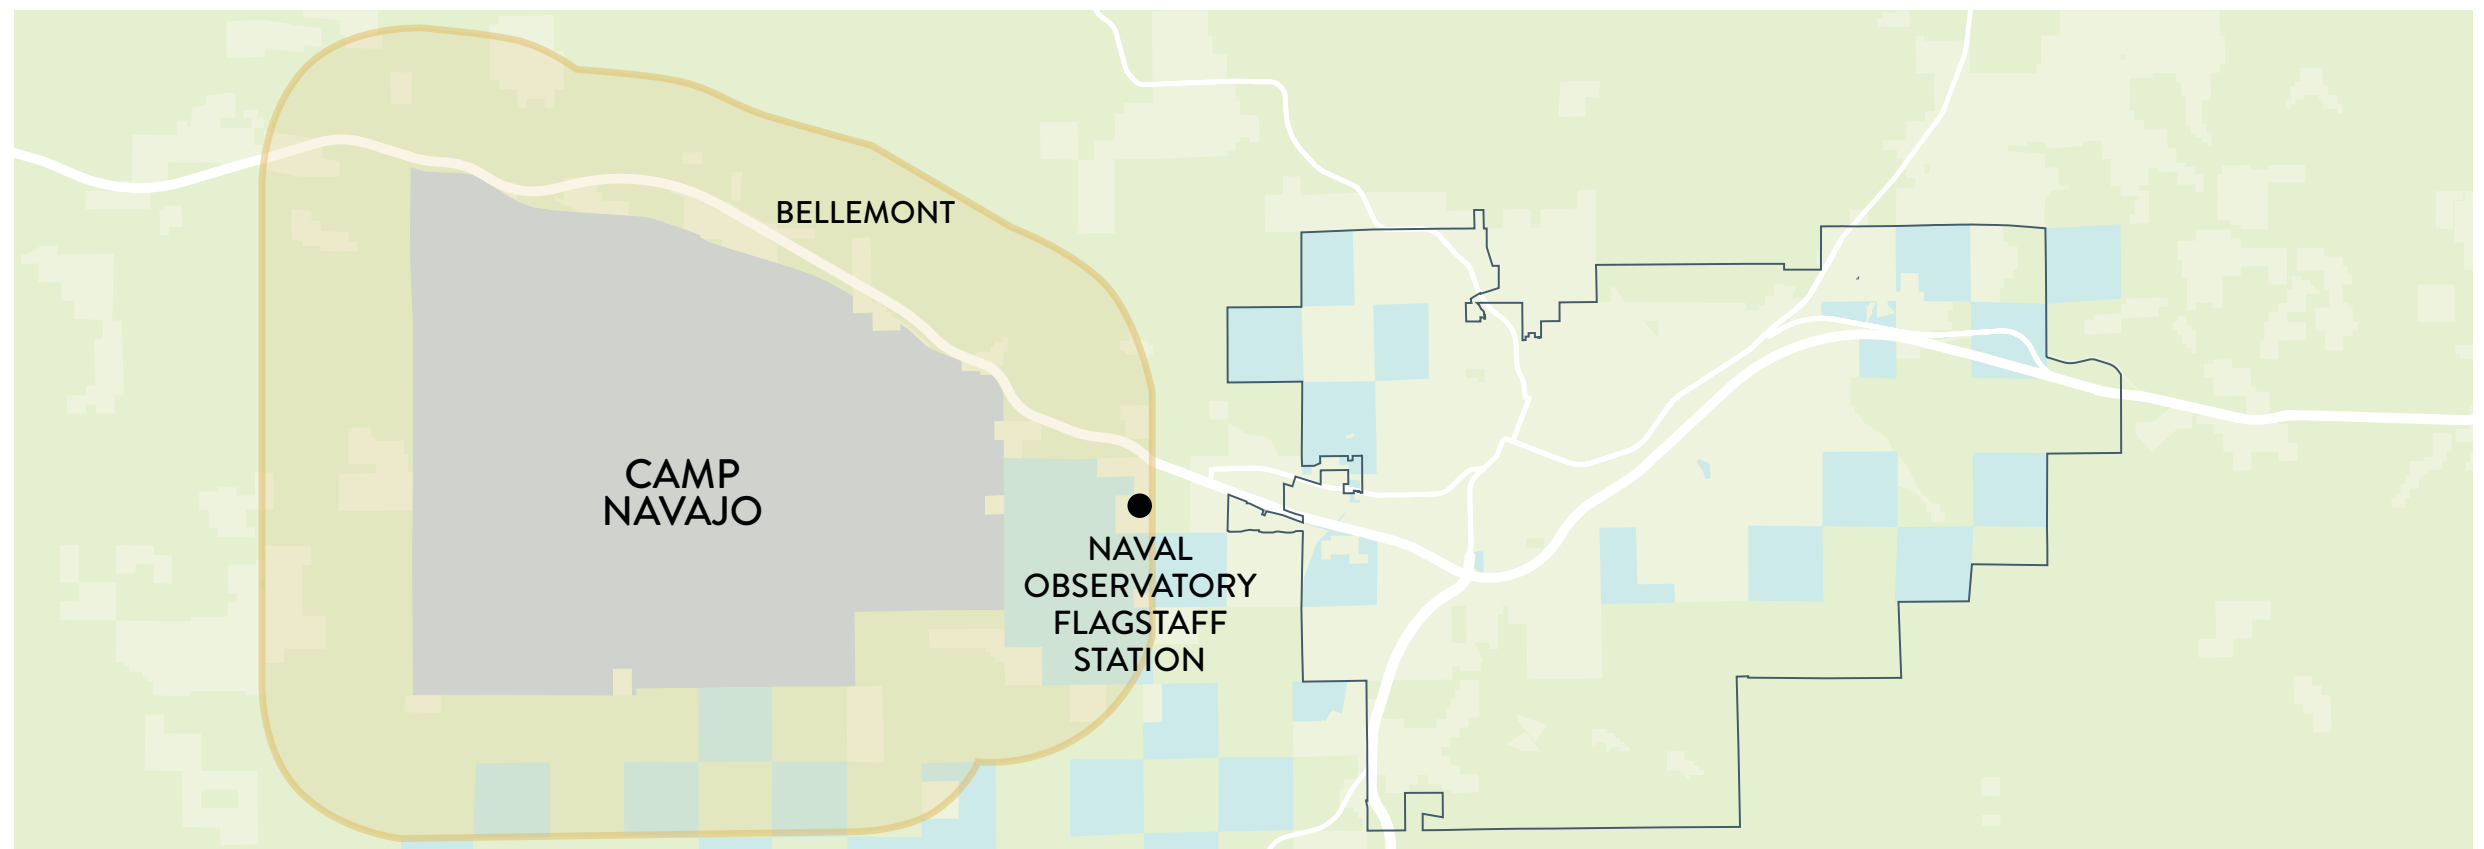 BELLEMONT
CAMP
NAVAJO
NAVAL
OBSERVATORY
FLAGSTAFF
STATION